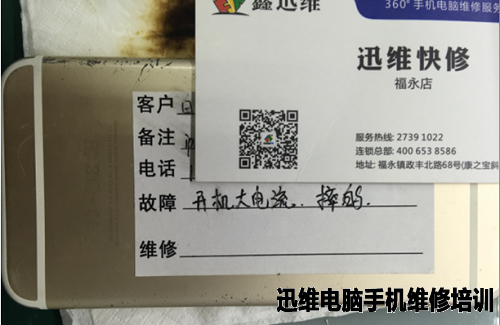 鑫迅维
360°手机电脑维修服务
迅维快修
福永店
服务热线: 2739 1022
连锁总部: 400 653 8586
地址: 福永镇政丰北路68号(康之宝斜
客户
备注
电话
故障 开机大电流.. 摔的.
维修
迅维电脑手机维修培训